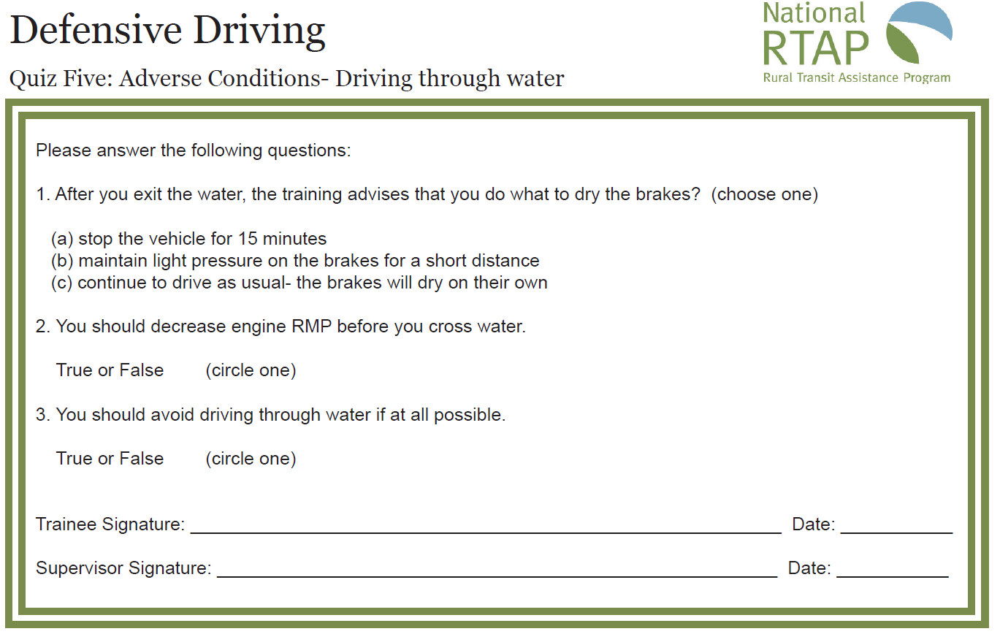 Defensive Driving
National
RTAP
Rural Transit Assistance Program
Quiz Five: Adverse Conditions- Driving through water
Please answer the following questions:
1. After you exit the water, the training advises that you do what to dry the brakes?  (choose one)
(a) stop the vehicle for 15 minutes
(b) maintain light pressure on the brakes for a short distance
(c) continue to drive as usual- the brakes will dry on their own
2. You should decrease engine RMP before you cross water.
True or False (circle one)
3. You should avoid driving through water if at all possible.
True or False (circle one)
Trainee Signature: ____________ Date: ____________
Supervisor Signature: ____________ Date: ____________